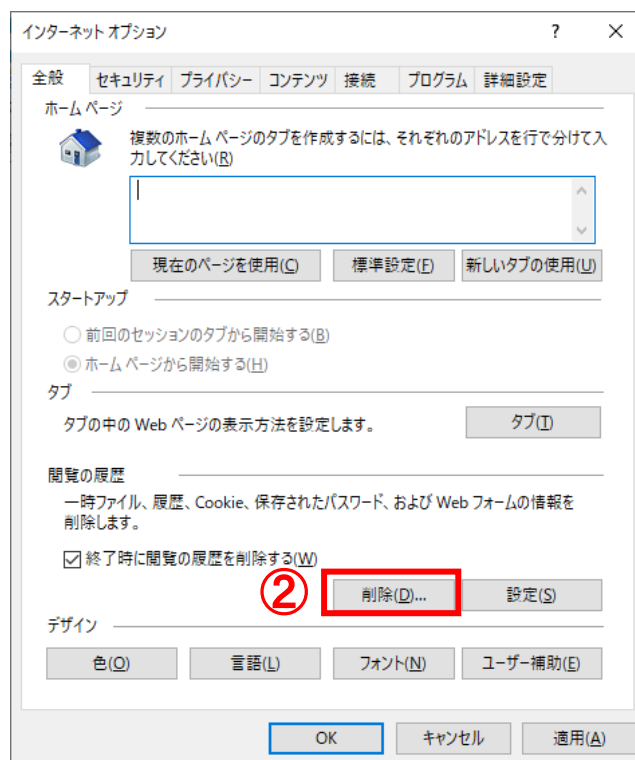 インターネット オプション ? ×
全般 セキュリティ プライバシー コンテンツ 接続 プログラム 詳細設定
ホーム ページ
複数のホーム ページのタブを作成するには、それぞれのアドレスを行で分けて入
力してください(R)
現在のページを使用(C) 標準設定(F) 新しいタブの使用(U)
スタートアップ
前回のセッションのタブから開始する(B)
ホーム ページから開始する(H)
タブ
タブの中の Web ページの表示方法を設定します。 タブ(T)
閲覧の履歴
一時ファイル、履歴、Cookie、保存されたパスワード、および Web フォームの情報を
削除します。
終了時に閲覧の履歴を削除する(W)
② 削除(D)... 設定(S)
デザイン
色(O) 言語(L) フォント(N) ユーザー補助(E)
OK キャンセル 適用(A)